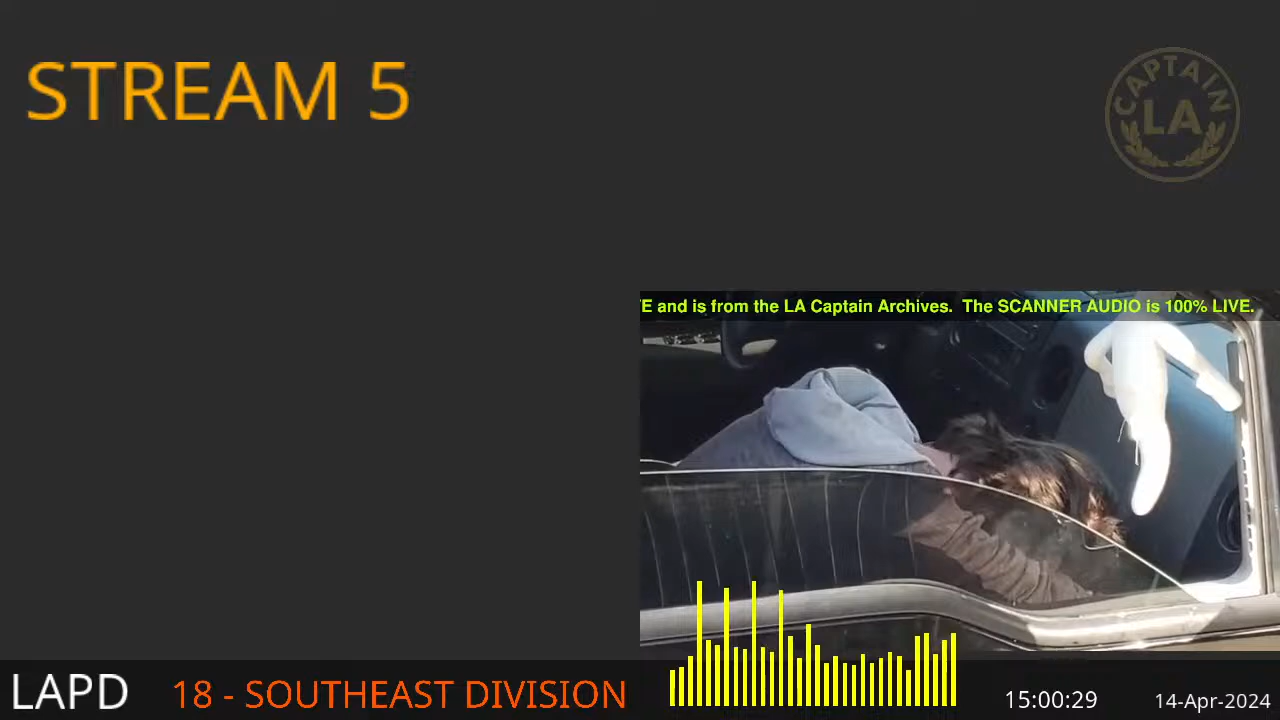 STREAM 5
CAPTAIN
LA
E and is from the LA Captain Archives. The SCANNER AUDIO is 100% LIVE.
LAPD
18 - SOUTHEAST DIVISION
15:00:29
14-Apr-2024